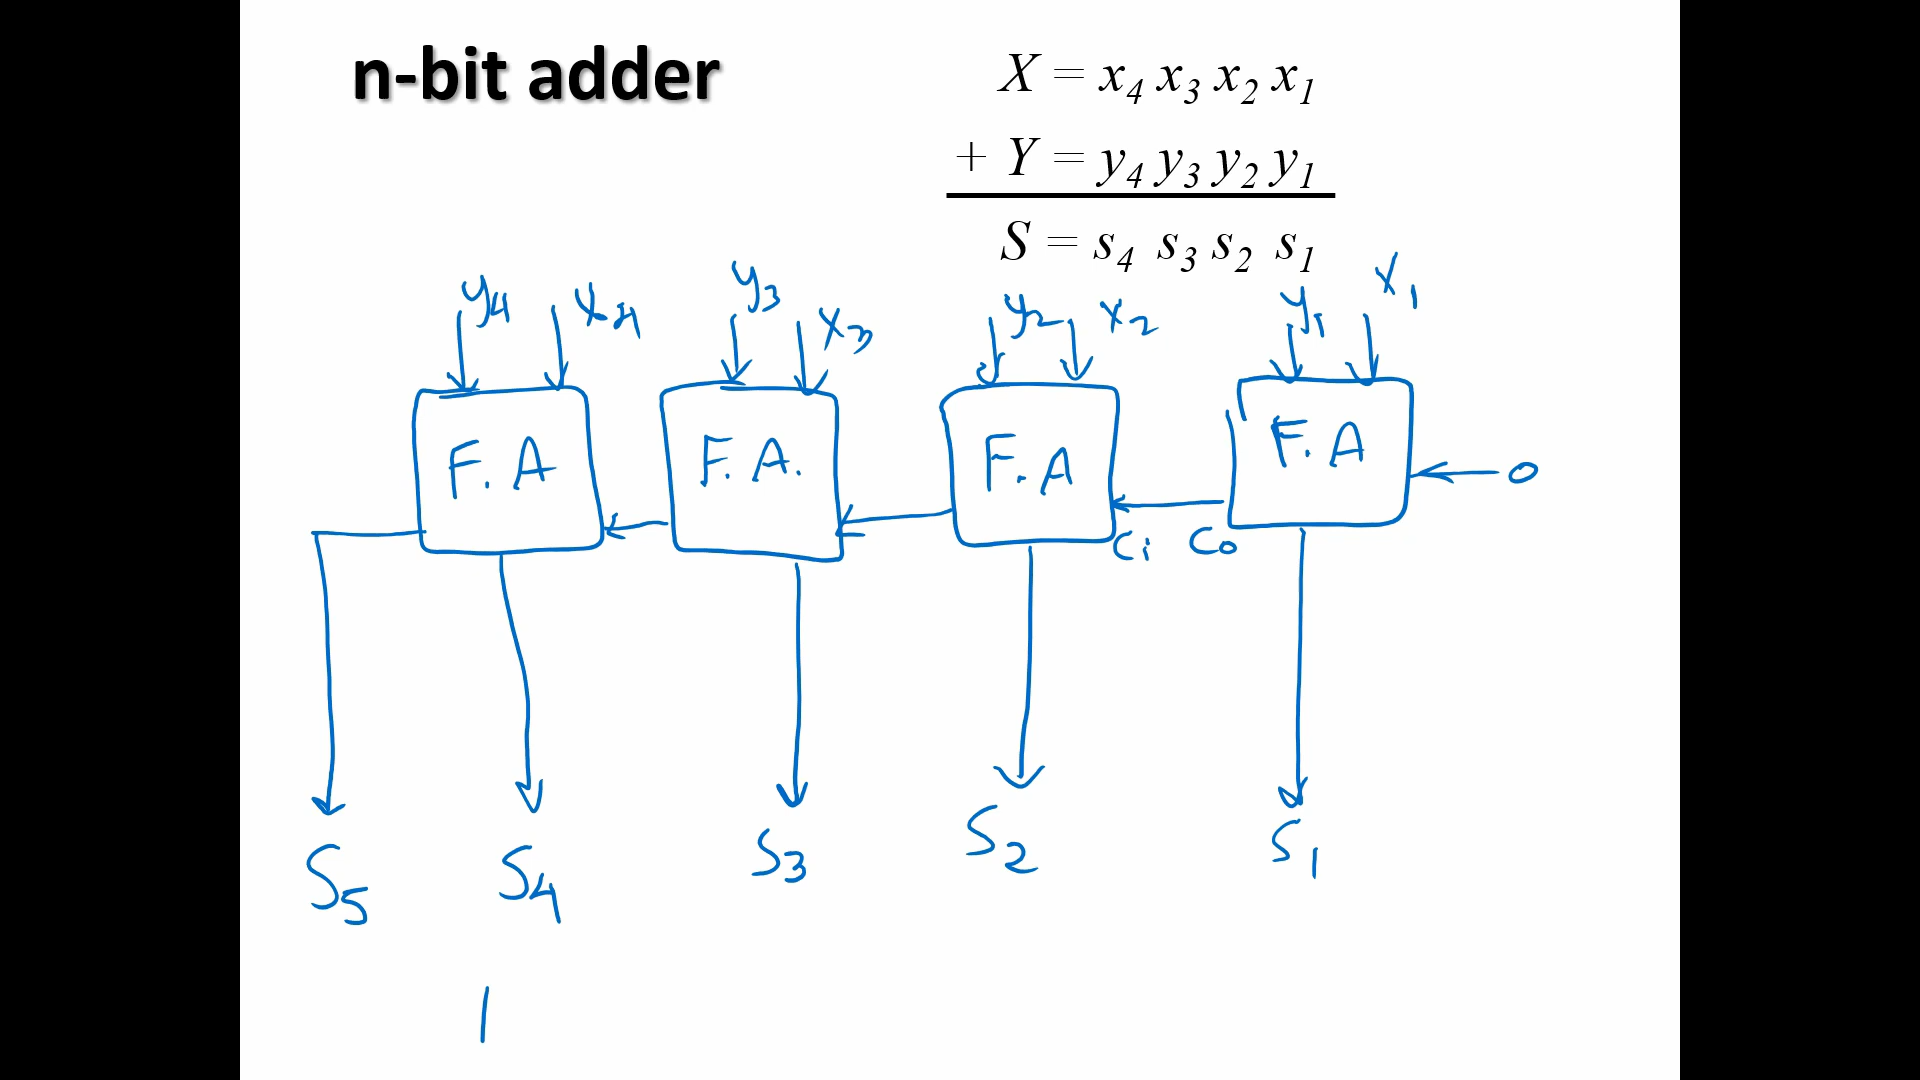 n-bit adder
X = x4 x3 x2 x1
+ Y = y4 y3 y2 y1
S = s4 s3 s2 s1
y4 x4 y3 x3 y2 x2 y1 x1
F.A F.A. F.A F.A 0
Ci Co
S5 S4 S3 S2 S1
1